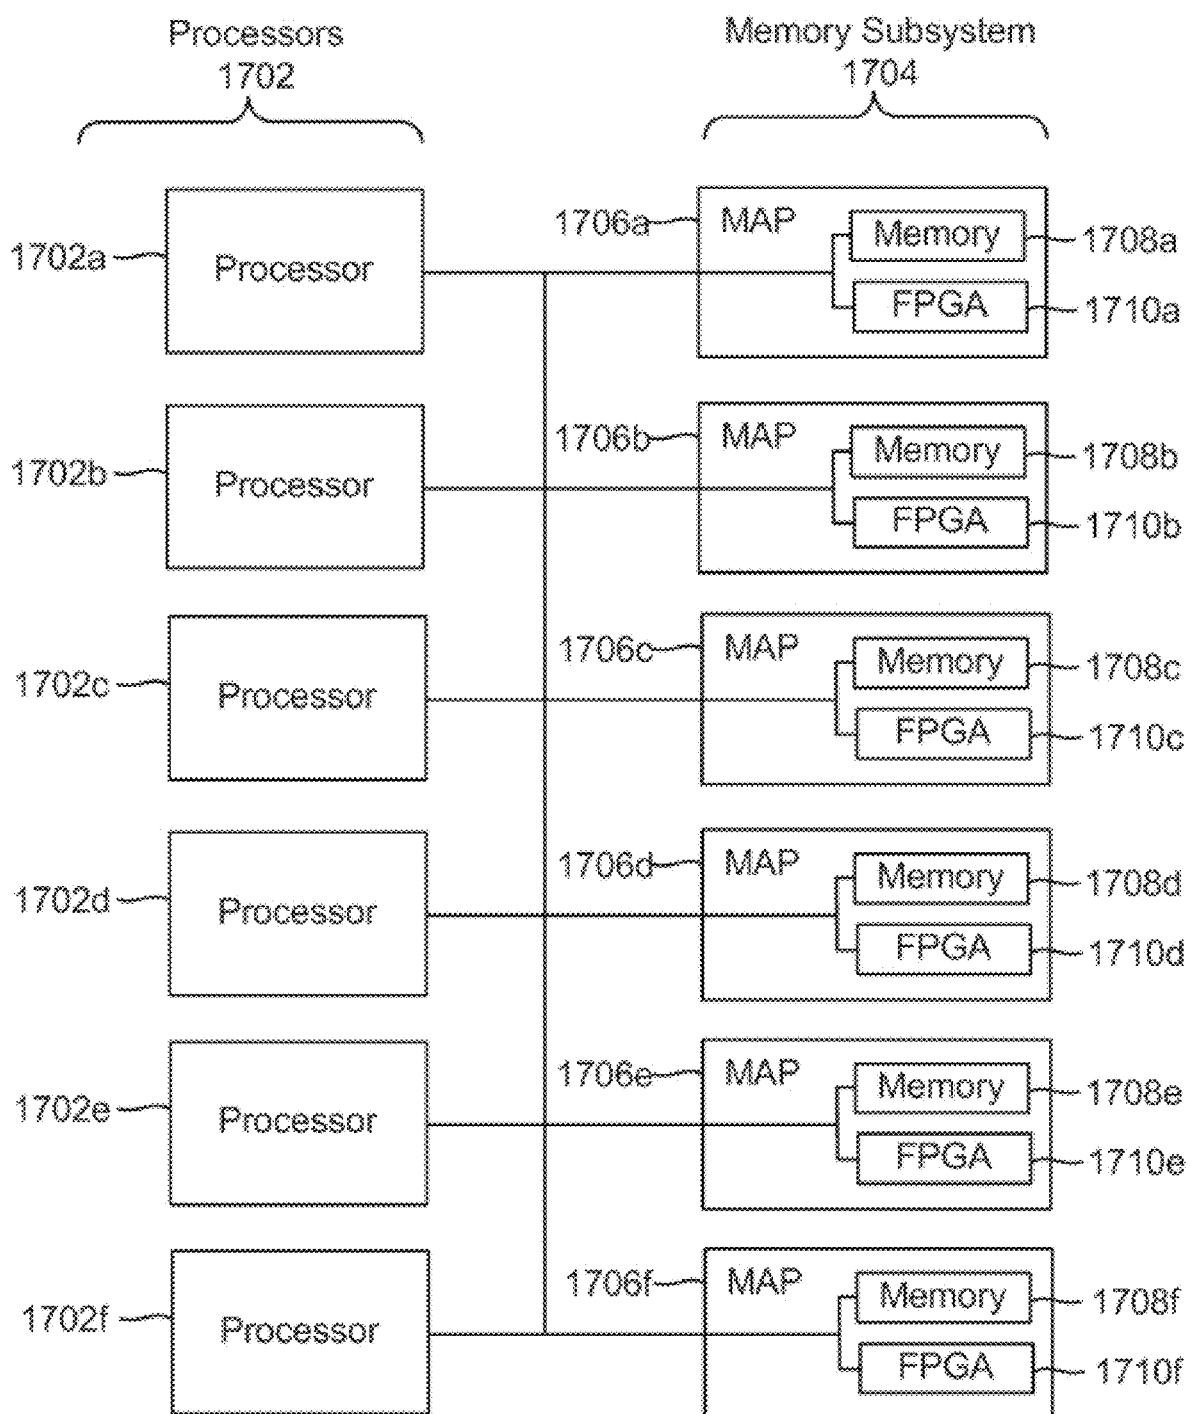 Processors
1702
Memory Subsystem
1704
1702a
Processor
1706a
MAP
Memory
1708a
FPGA
1710a
1702b
Processor
1706b
MAP
Memory
1708b
FPGA
1710b
1702c
Processor
1706c
MAP
Memory
1708c
FPGA
1710c
1702d
Processor
1706d
MAP
Memory
1708d
FPGA
1710d
1702e
Processor
1706e
MAP
Memory
1708e
FPGA
1710e
1702f
Processor
1706f
MAP
Memory
1708f
FPGA
1710f